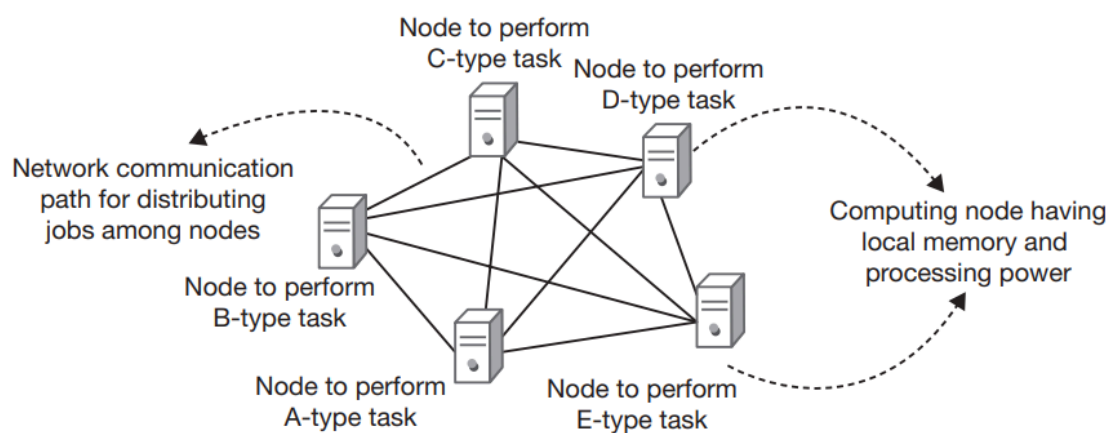 Node to perform
C-type task
Node to perform
D-type task
Network communication
path for distributing
jobs among nodes
Computing node having
local memory and
processing power
Node to perform
B-type task
Node to perform
A-type task
Node to perform
E-type task